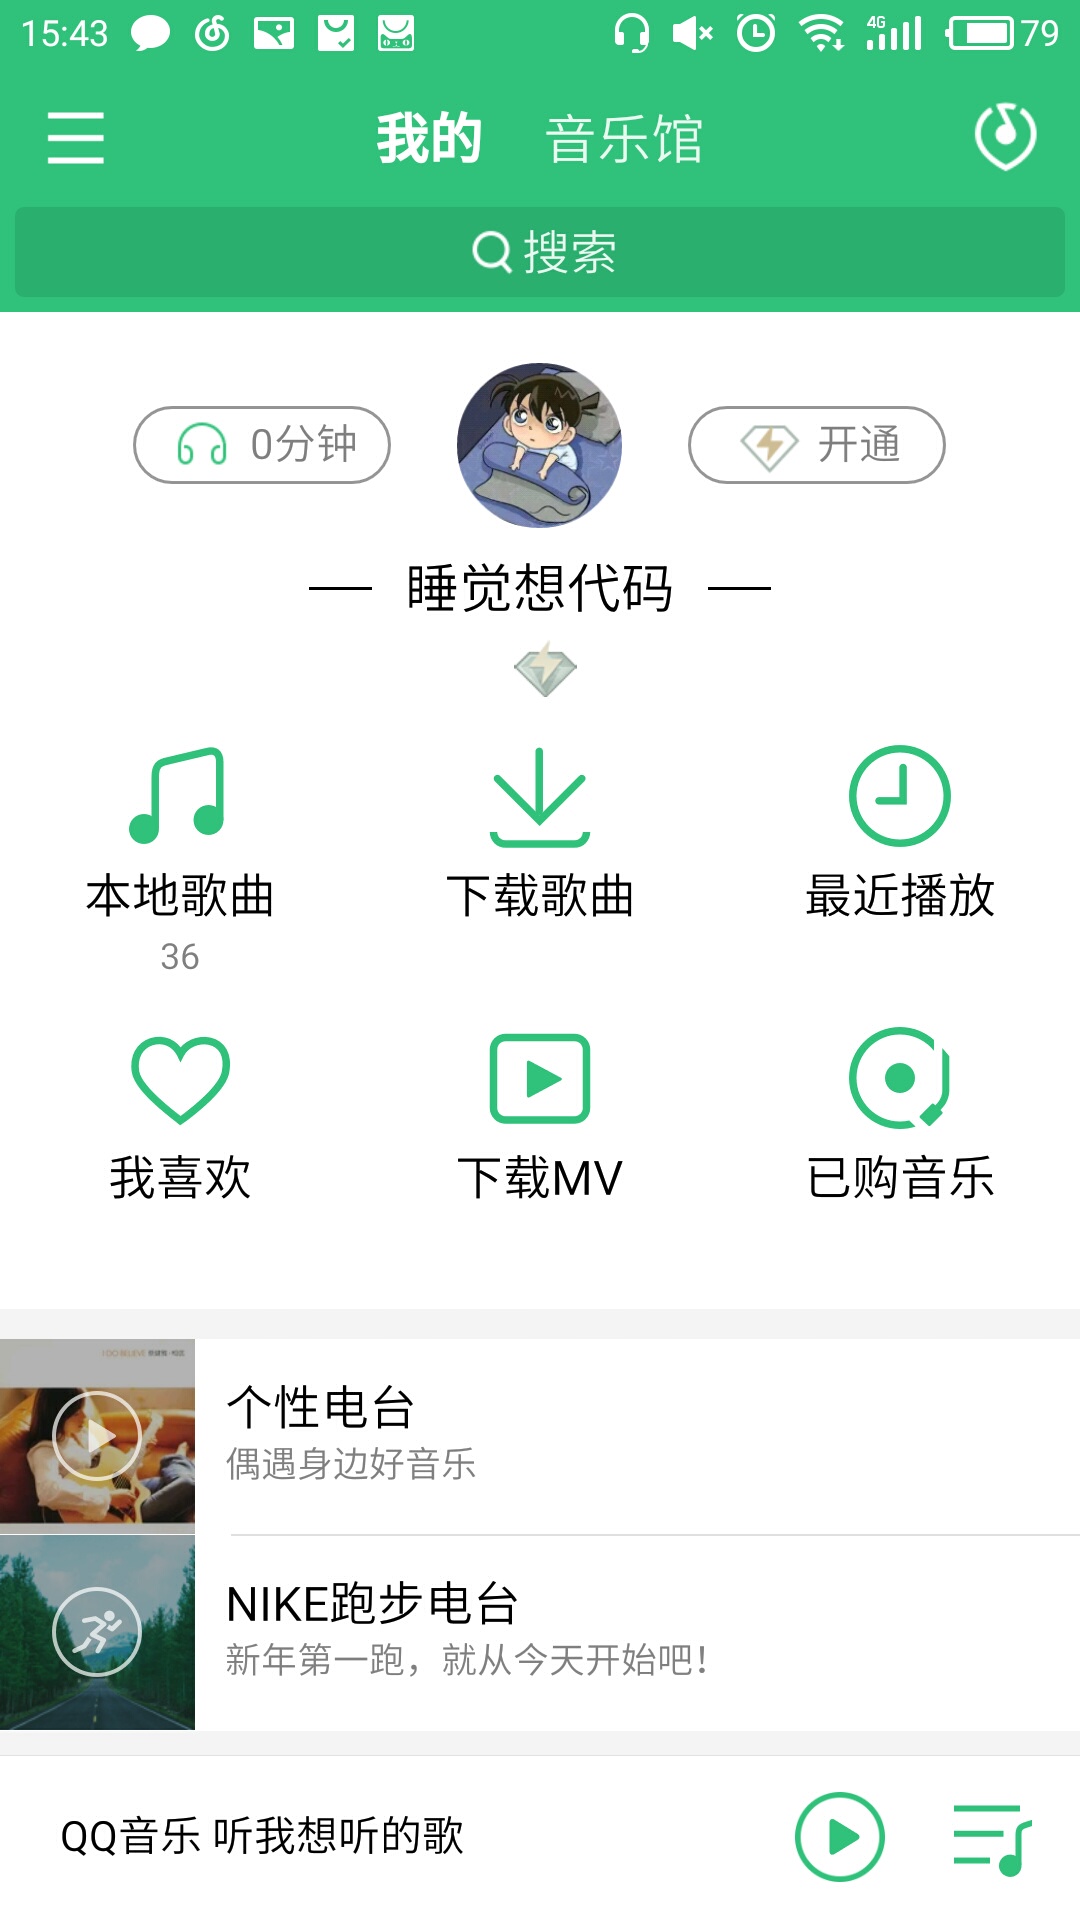 15:43 4G 79
我的 音乐馆
搜索
0分钟 开通
睡觉想代码
本地歌曲 下载歌曲 最近播放
36
我喜欢 下载MV 已购音乐
I DO BELIEVE
个性电台
偶遇身边好音乐
NIKE跑步电台
新年第一跑，就从今天开始吧！
QQ音乐 听我想听的歌